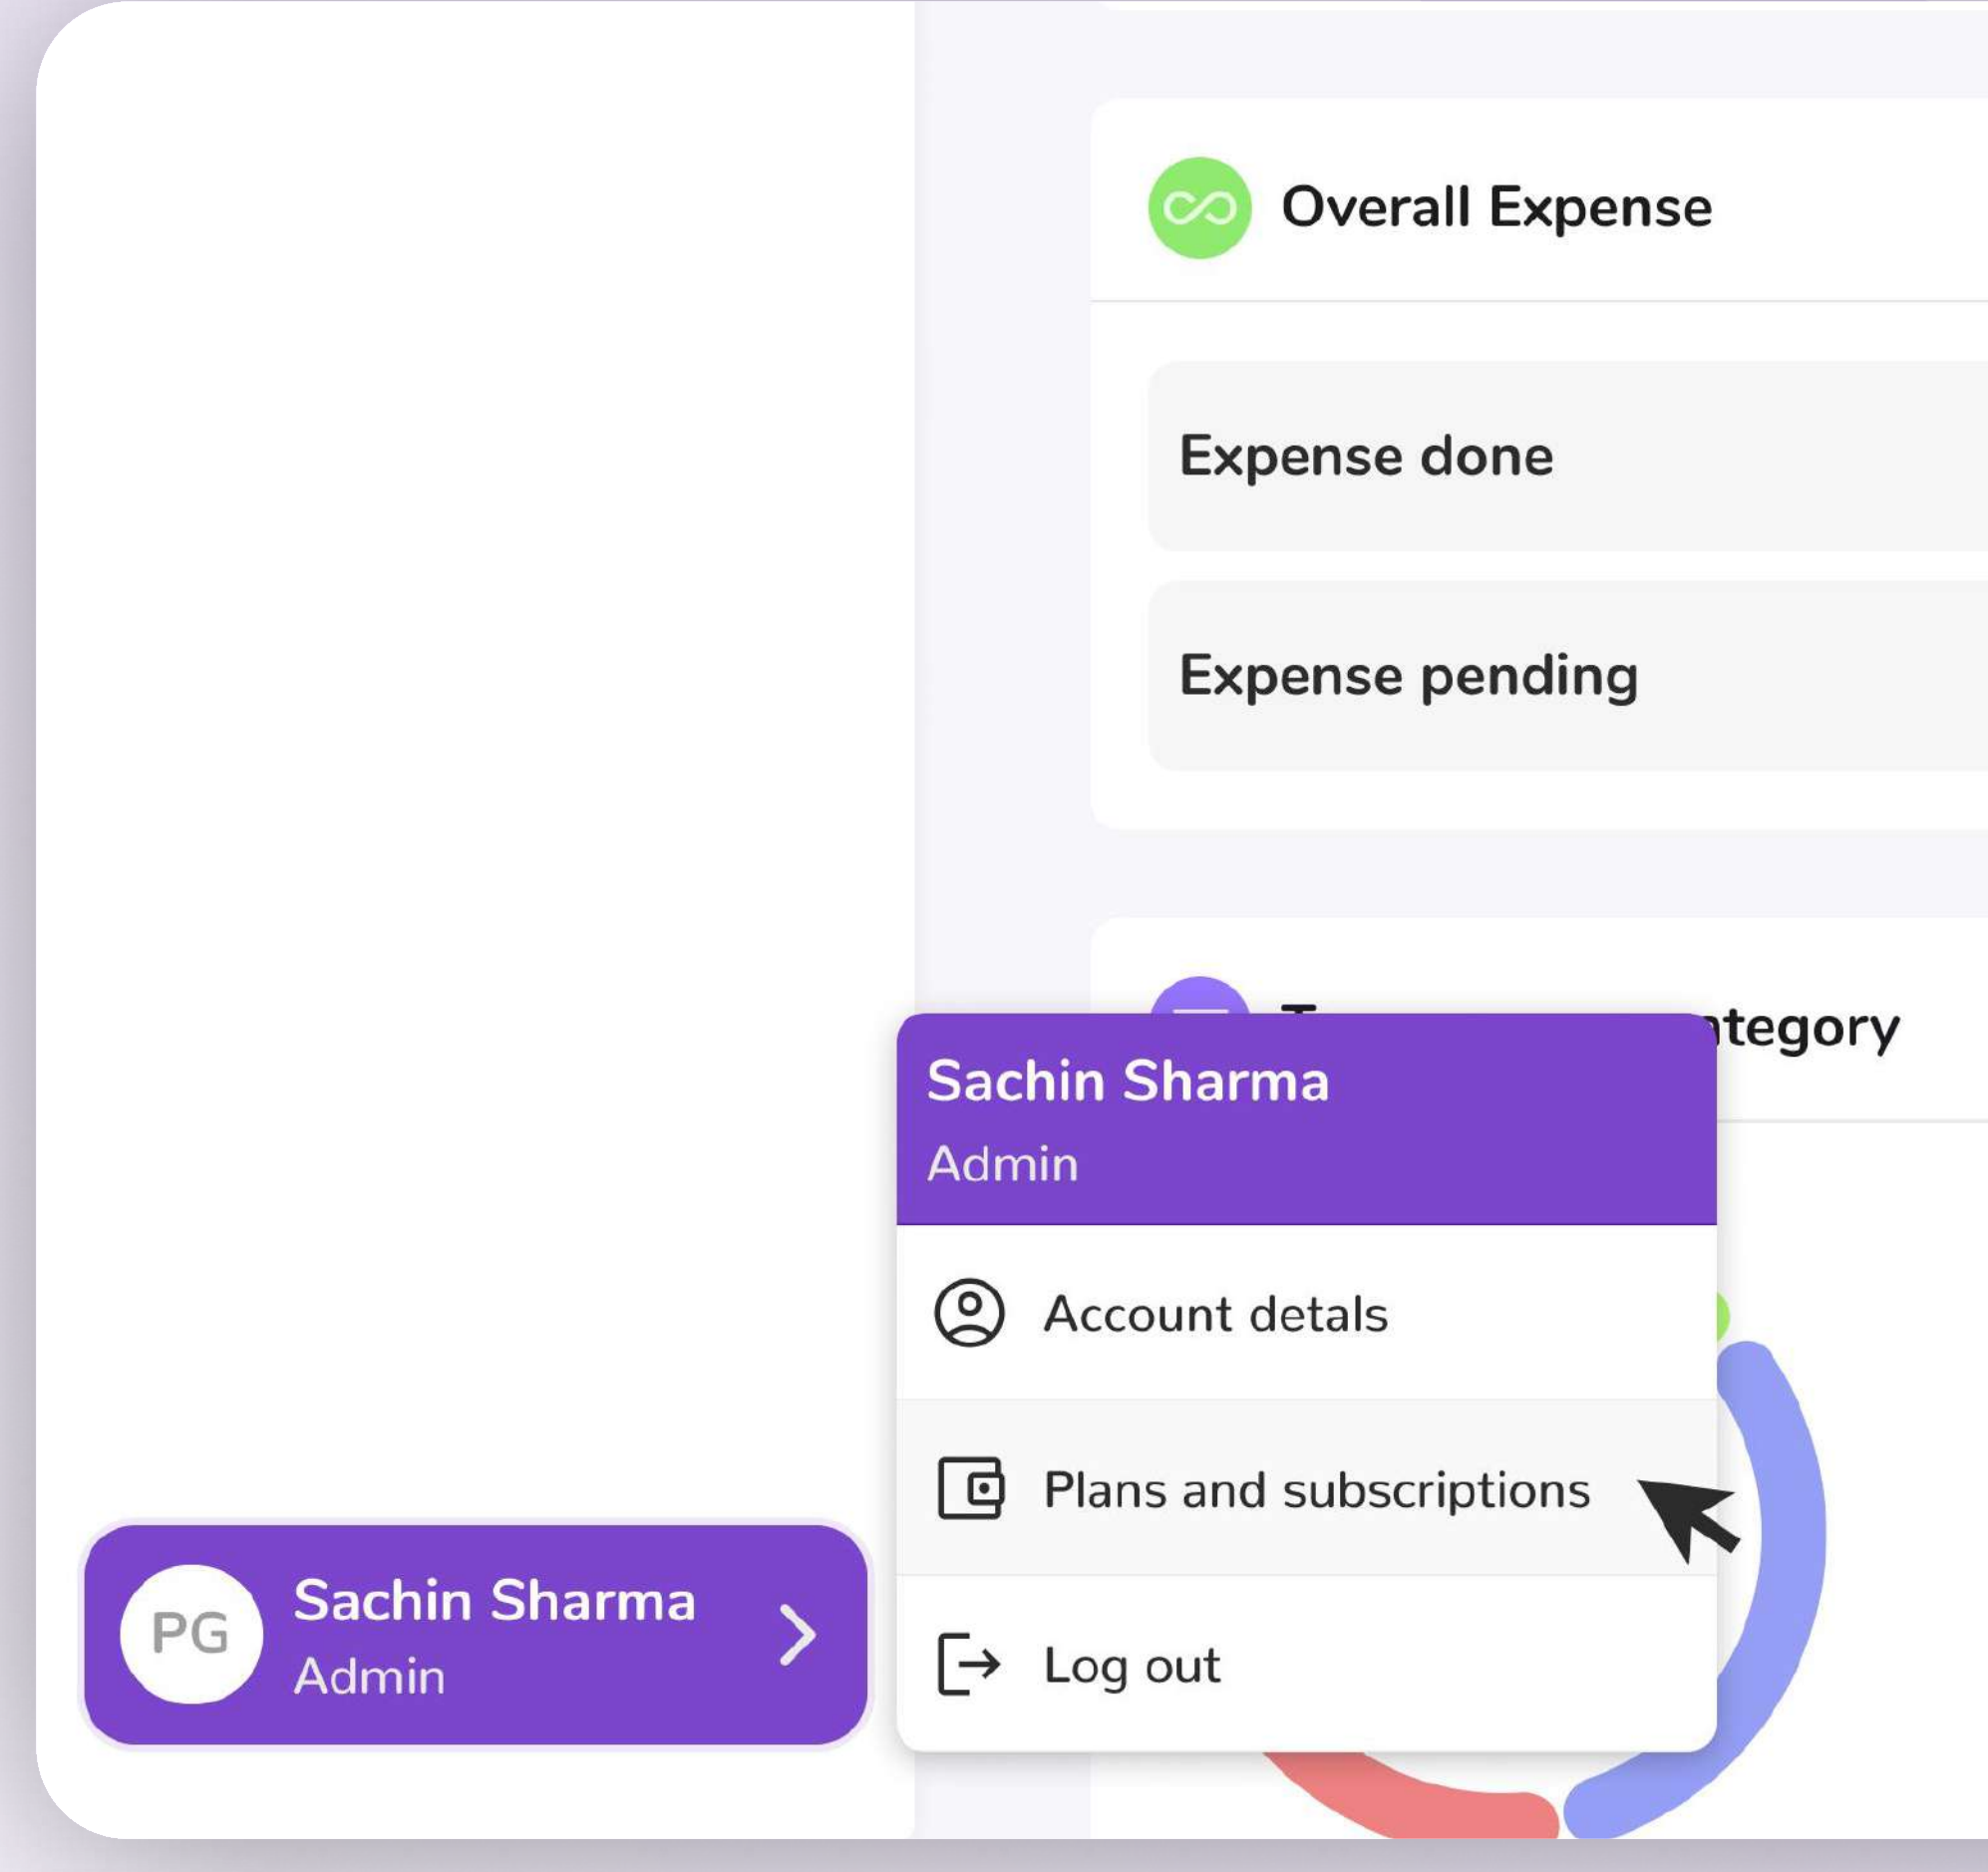 Overall Expense
Expense done
Expense pending
Sachin Sharma
Admin
Account detals
Plans and subscriptions
Log out
PG
Sachin Sharma
Admin